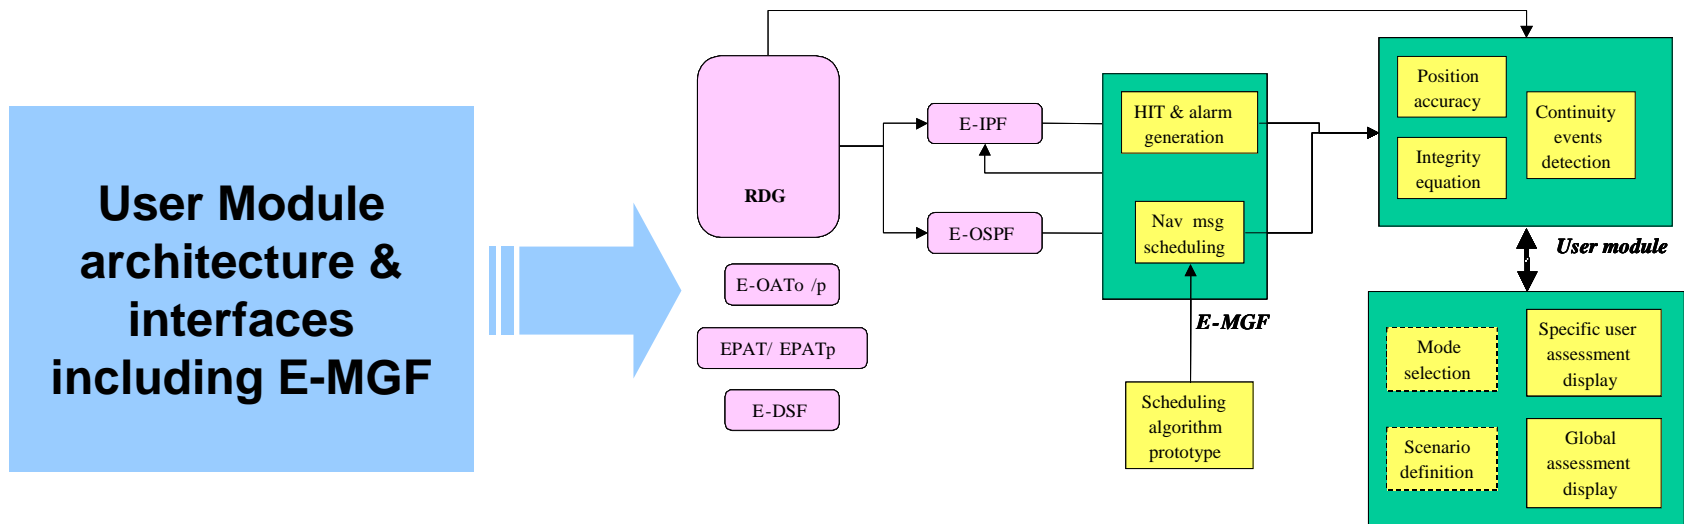 User Module
architecture &
interfaces
including E-MGF
RDG
E-OATo /p
EPAT/ EPATp
E-DSF
E-IPF
E-OSPF
HIT & alarm
generation
Nav msg
scheduling
E-MGF
Scheduling
algorithm
prototype
Position
accuracy
Integrity
equation
Continuity
events
detection
User module
Mode
selection
Scenario
definition
Specific user
assessment
display
Global
assessment
display